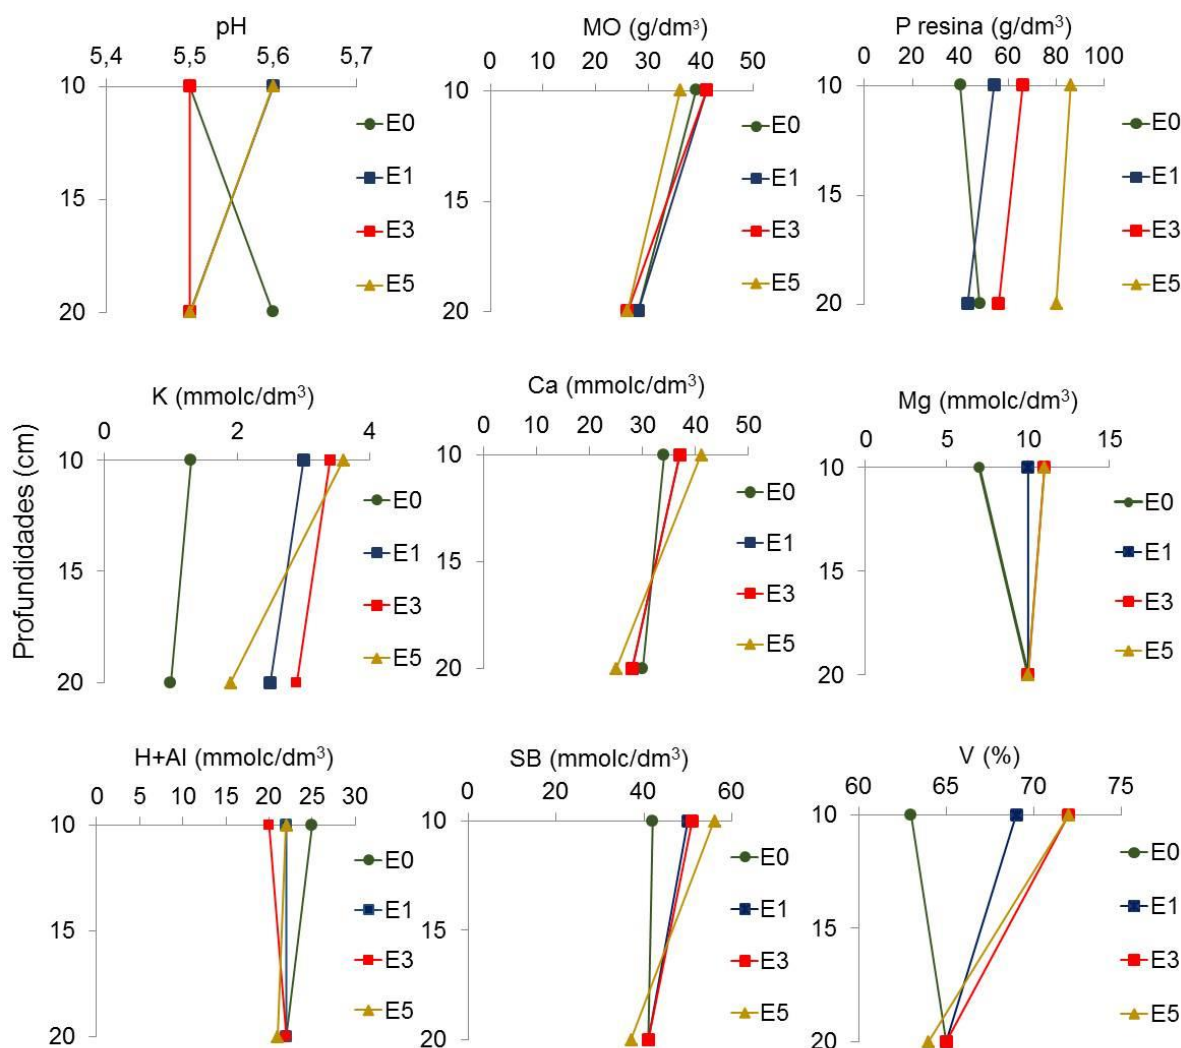 pH
5,4 5,5 5,6 5,7
10
15
20
E0
E1
E3
E5
MO (g/dm³)
0 10 20 30 40 50
10
15
20
E0
E1
E3
E5
P resina (g/dm³)
0 20 40 60 80 100
10
15
20
E0
E1
E3
E5
Profundidades (cm)
K (mmolc/dm³)
0 2 4
10
15
20
E0
E1
E3
E5
Ca (mmolc/dm³)
0 10 20 30 40 50
10
15
20
E0
E1
E3
E5
Mg (mmolc/dm³)
0 5 10 15
10
15
20
E0
E1
E3
E5
H+Al (mmolc/dm³)
0 5 10 15 20 25 30
10
15
20
E0
E1
E3
E5
SB (mmolc/dm³)
0 20 40 60
10
15
20
E0
E1
E3
E5
V (%)
60 65 70 75
10
15
20
E0
E1
E3
E5